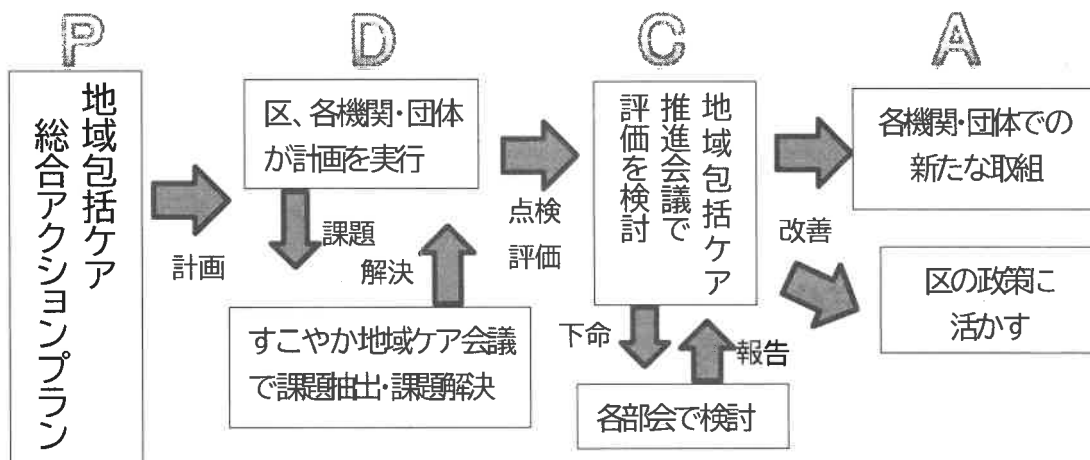 P
D
C
A
地域包括ケア
総合アクションプラン
計画
区、各機関・団体
が計画を実行
課題
解決
すこやか地域ケア会議
で課題抽出・課題解決
点検
評価
地域包括ケア
推進会議で
評価を検討
下命
報告
各部会で検討
改善
各機関・団体での
新たな取組
区の政策に
活かす